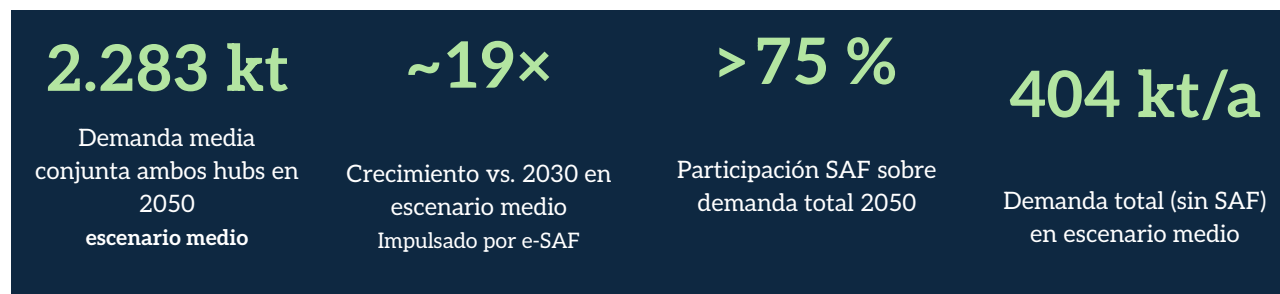 2.283 kt
Demanda media
conjunta ambos hubs en
2050
escenario medio
~19×
Crecimiento vs. 2030 en
escenario medio
Impulsado por e-SAF
>75 %
Participación SAF sobre
demanda total 2050
404 kt/a
Demanda total (sin SAF)
en escenario medio